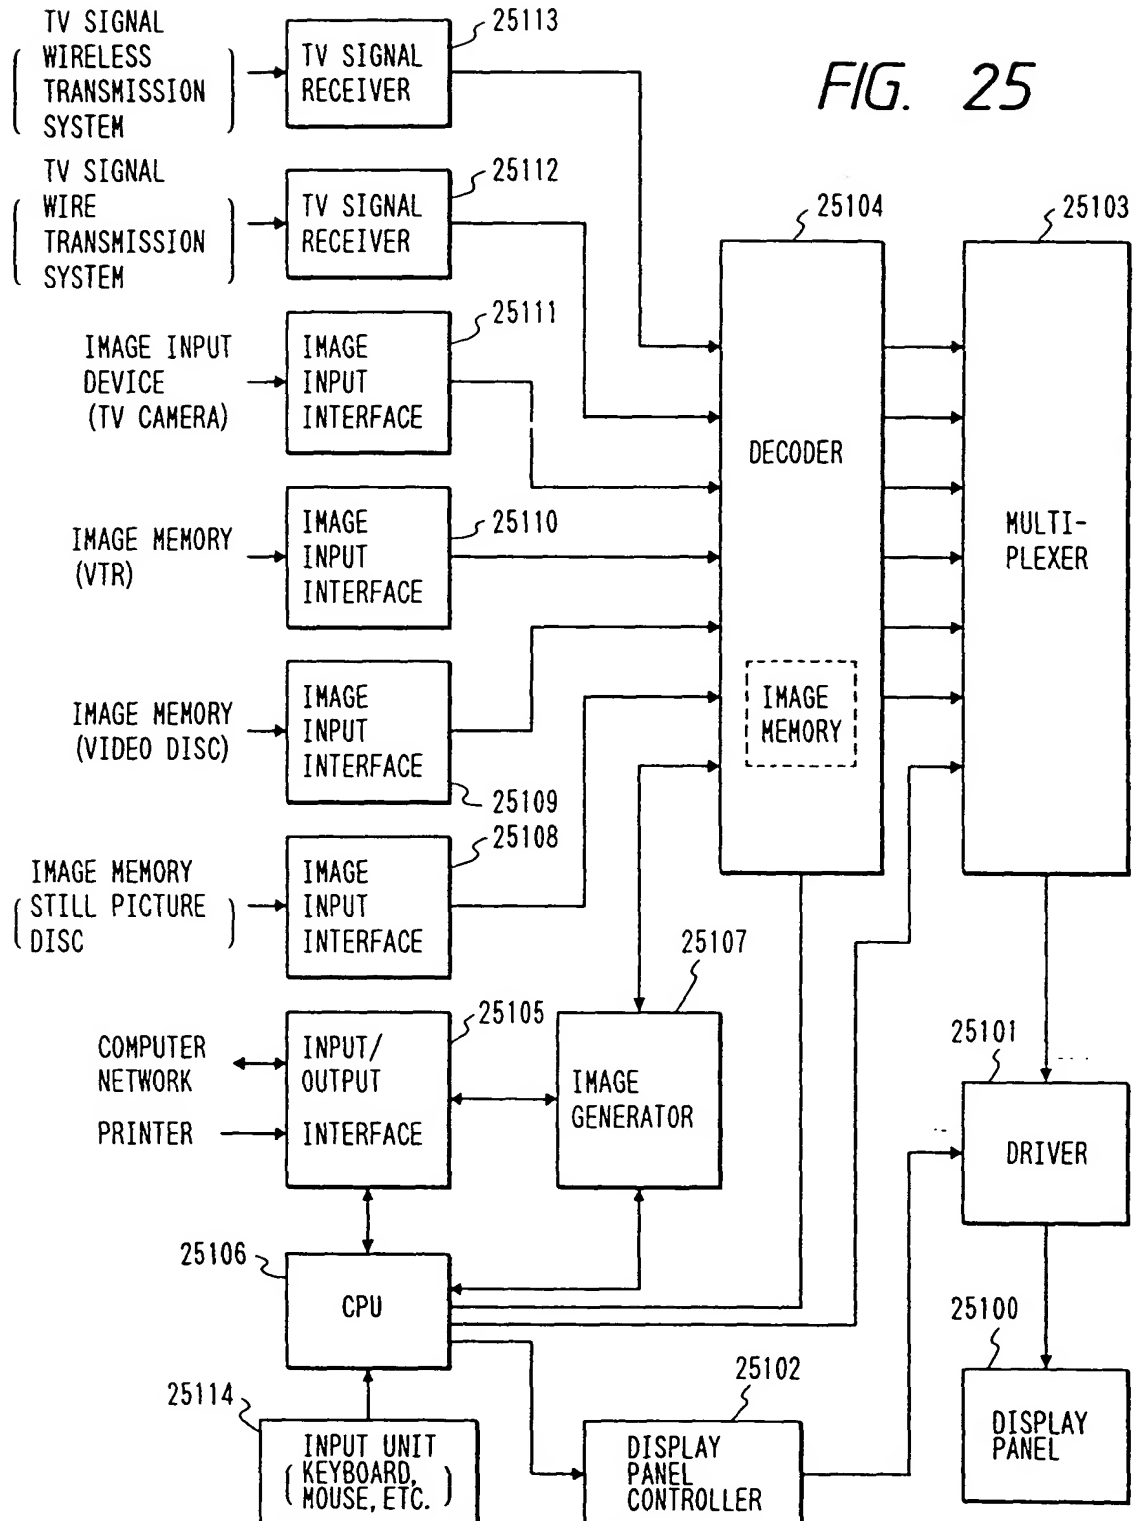 FIG. 25
TV SIGNAL
WIRELESS
TRANSMISSION
SYSTEM
25113
TV SIGNAL
RECEIVER
TV SIGNAL
WIRE
TRANSMISSION
SYSTEM
25112
TV SIGNAL
RECEIVER
IMAGE INPUT
DEVICE
(TV CAMERA)
25111
IMAGE
INPUT
INTERFACE
IMAGE MEMORY
(VTR)
25110
IMAGE
INPUT
INTERFACE
IMAGE MEMORY
(VIDEO DISC)
IMAGE
INPUT
INTERFACE
25109
IMAGE MEMORY
STILL PICTURE
DISC
25108
IMAGE
INPUT
INTERFACE
25104
DECODER
IMAGE
MEMORY
25103
MULTI-
PLEXER
COMPUTER
NETWORK
PRINTER
25105
INPUT/
OUTPUT
INTERFACE
25107
IMAGE
GENERATOR
25101
DRIVER
25106
CPU
25100
DISPLAY
PANEL
25114
INPUT UNIT
KEYBOARD,
MOUSE, ETC.
25102
DISPLAY
PANEL
CONTROLLER